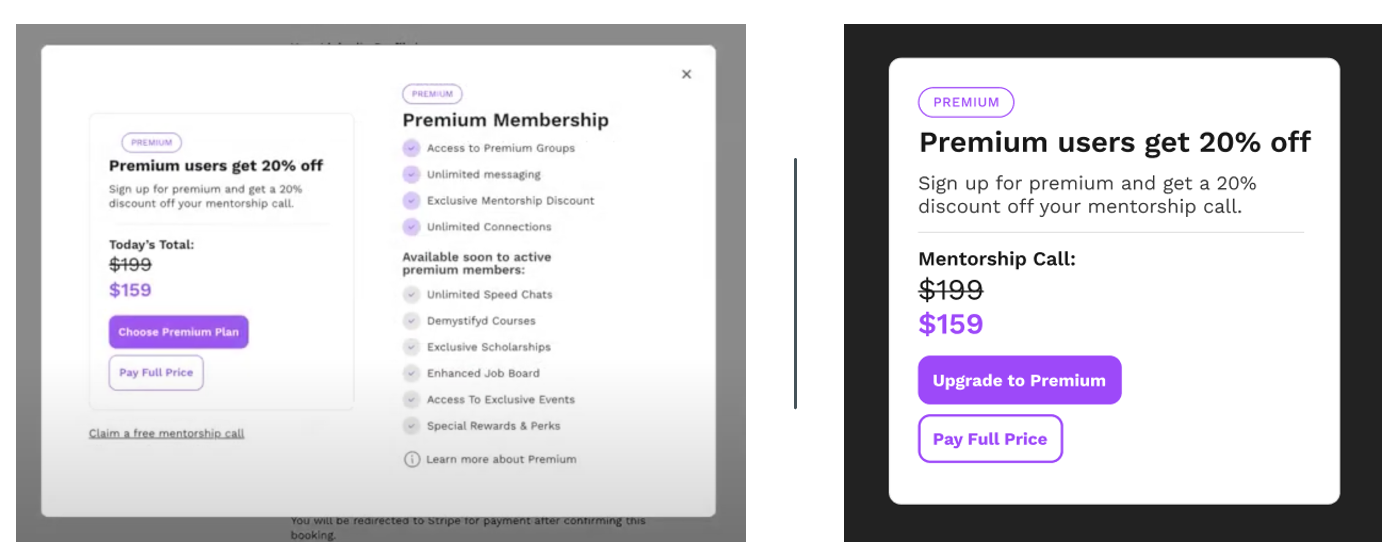 PREMIUM
Premium users get 20% off
Sign up for premium and get a 20%
discount off your mentorship call.
Today's Total:
$199
$159
Choose Premium Plan
Pay Full Price
Claim a free mentorship call
PREMIUM
Premium Membership
Access to Premium Groups
Unlimited messaging
Exclusive Mentorship Discount
Unlimited Connections
Available soon to active
premium members:
Unlimited Speed Chats
Demystifyd Courses
Exclusive Scholarships
Enhanced Job Board
Access To Exclusive Events
Special Rewards & Perks
Learn more about Premium
You will be redirected to Stripe for payment after confirming this
booking.
PREMIUM
Premium users get 20% off
Sign up for premium and get a 20%
discount off your mentorship call.
Mentorship Call:
$199
$159
Upgrade to Premium
Pay Full Price